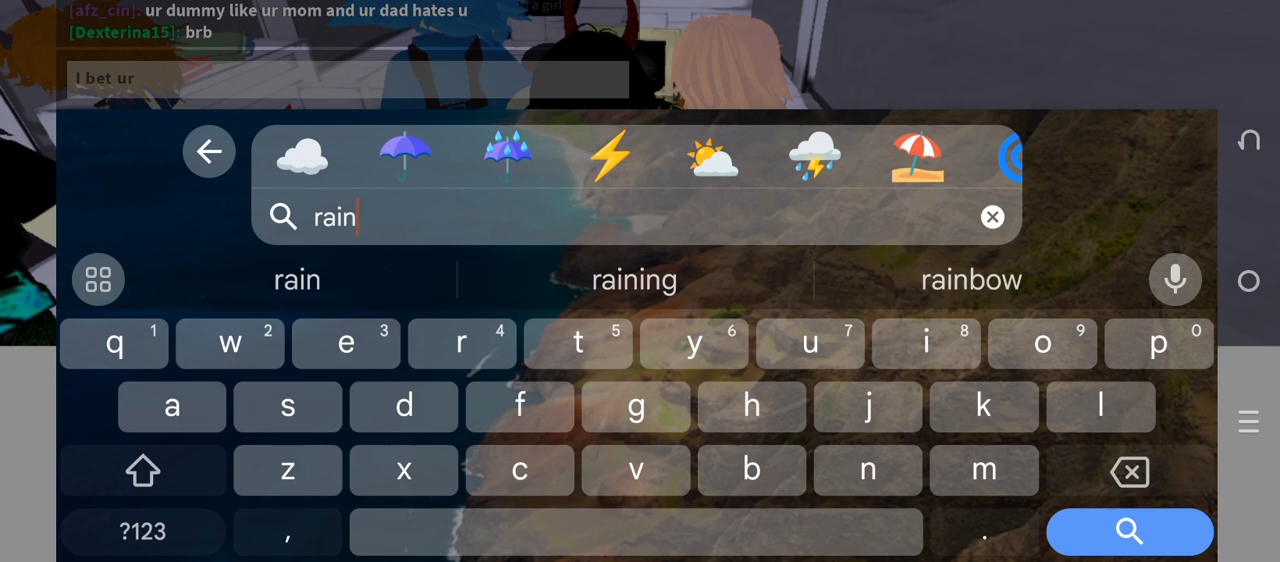 [afz_cin]: ur dummy like ur mom and ur dad hates u
[Dexterina15]: brb
a girl
I bet ur
rain
rain raining rainbow
q 1 w 2 e 3 r 4 t 5 y 6 u 7 i 8 o 9 p 0
a s d f g h j k l
z x c v b n m
?123 , .